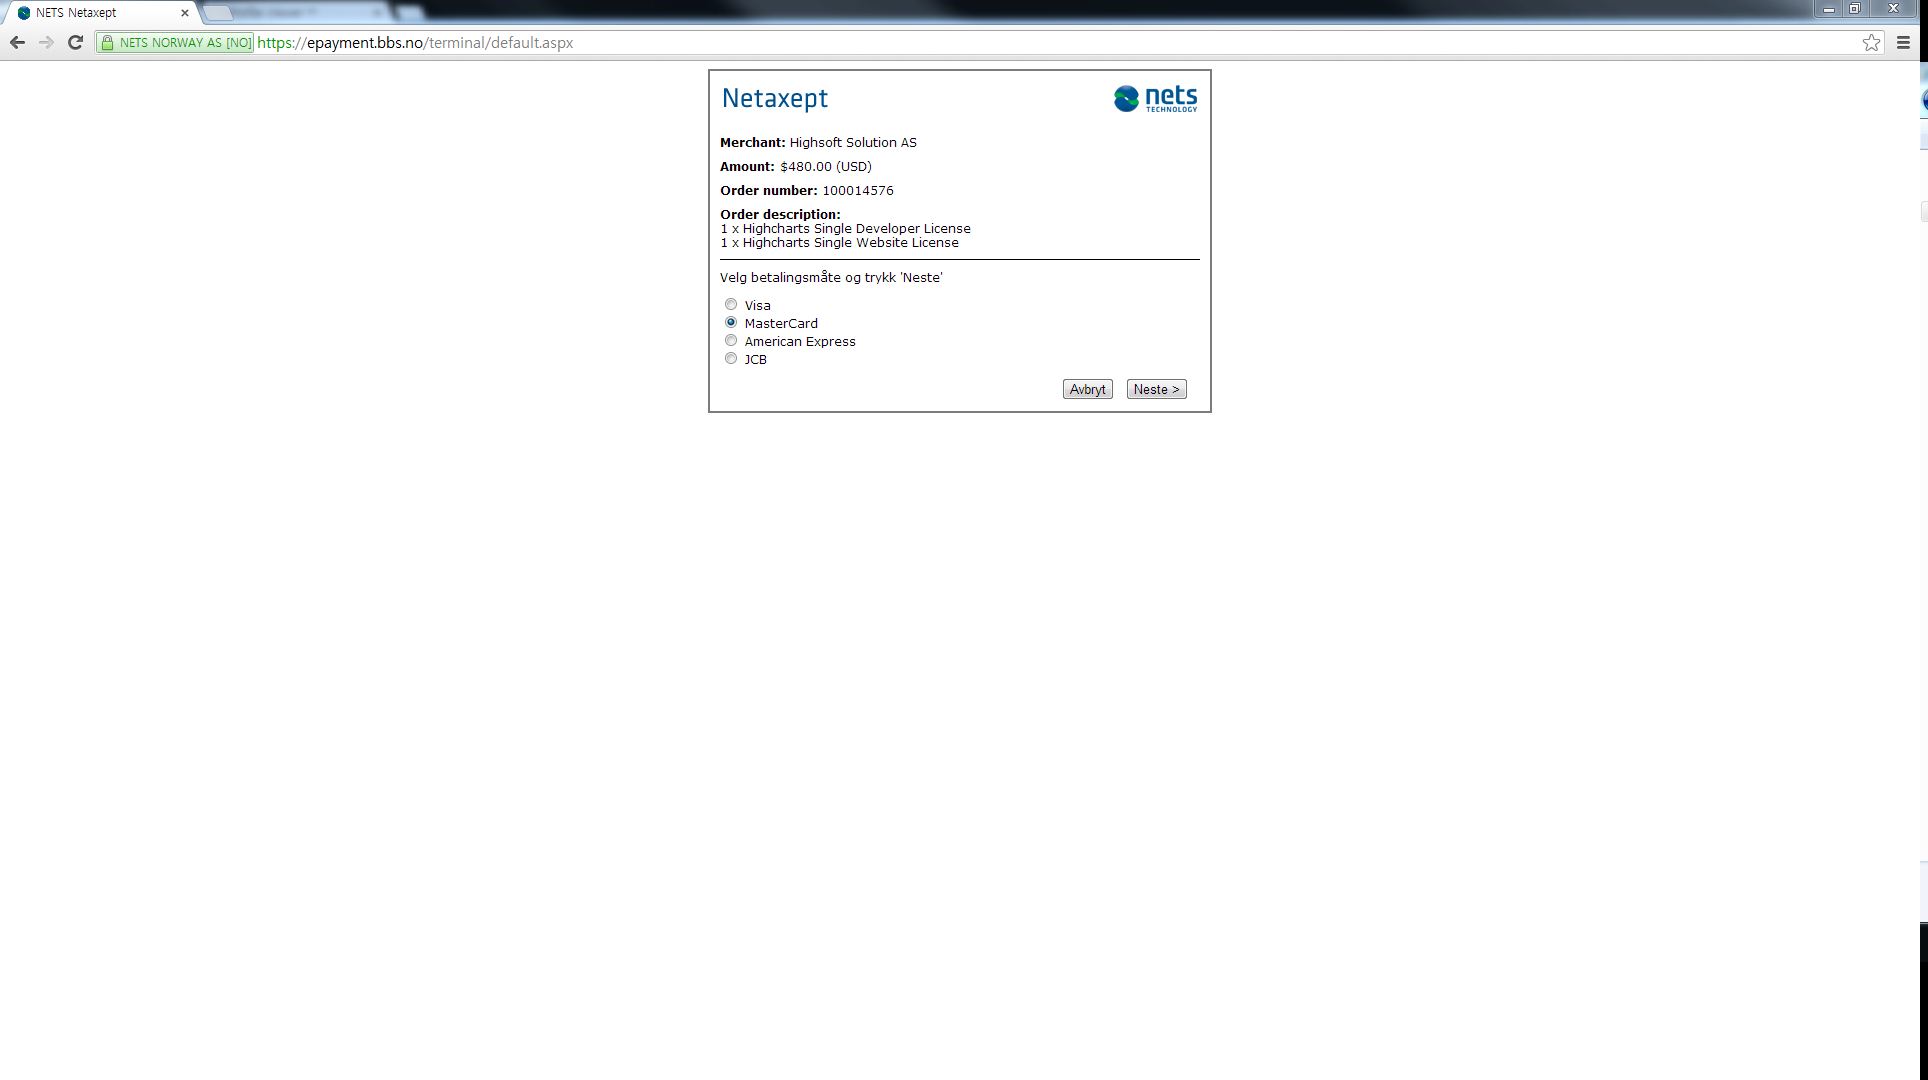 NETS Netaxept
NETS NORWAY AS [NO] https://epayment.bbs.no/terminal/default.aspx
Netaxept
nets
TECHNOLOGY
Merchant: Highsoft Solution AS
Amount: $480.00 (USD)
Order number: 100014576
Order description:
1 x Highcharts Single Developer License
1 x Highcharts Single Website License
Velg betalingsmåte og trykk 'Neste'
Visa
MasterCard
American Express
JCB
Avbryt Neste >